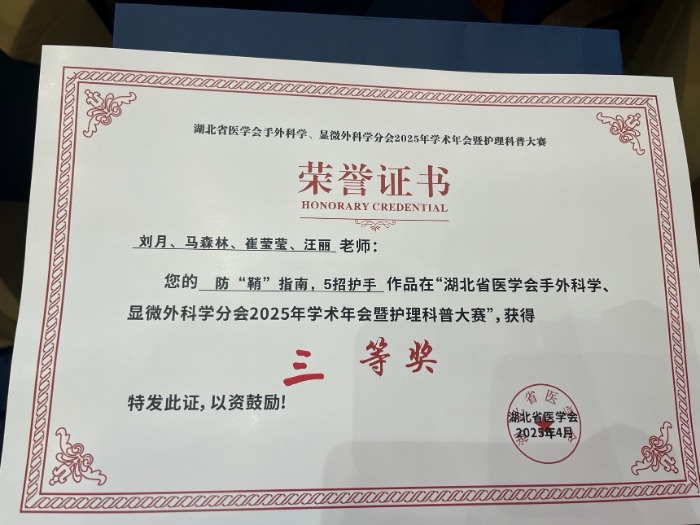 湖北省医学会手外科学、显微外科学分会2025年学术年会暨护理科普大赛
荣誉证书
HONORARY CREDENTIAL
刘月、马森林、崔莹莹、汪丽 老师：
您的 防“鞘”指南，5招护手 作品在“湖北省医学会手外科学、
显微外科学分会2025年学术年会暨护理科普大赛”，获得
三 等奖
特发此证，以资鼓励！
湖北省医学会
2025年4月